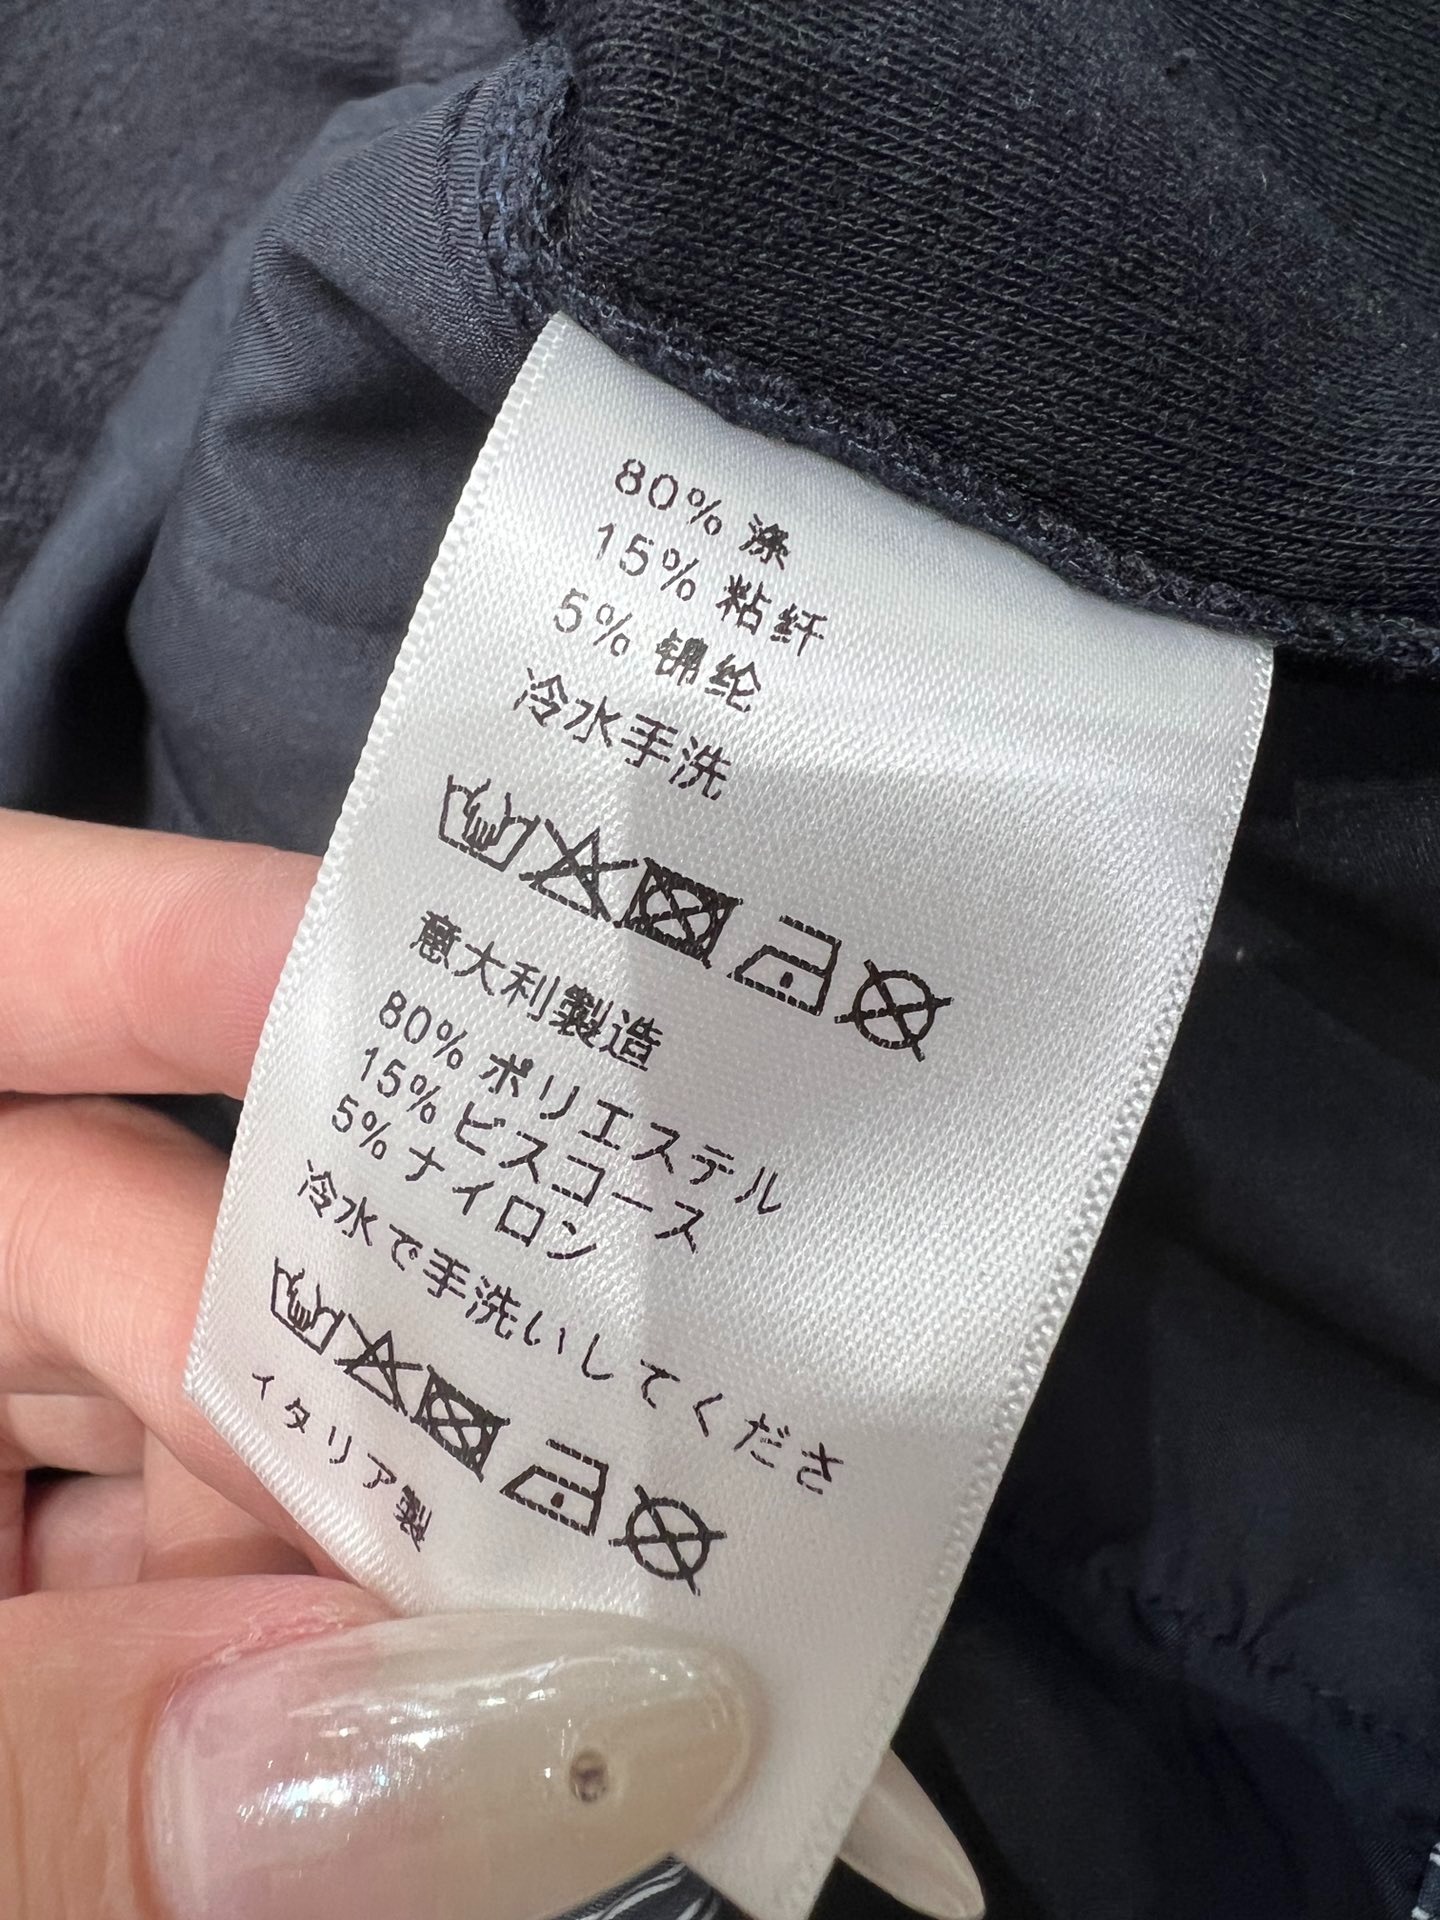 80% 涤
15% 粘纤
5% 锦纶
冷水手洗
意大利製造
80% ポリエステル
15% ビスコース
5% ナイロン
冷水で手洗いしてくださ
イタリア製